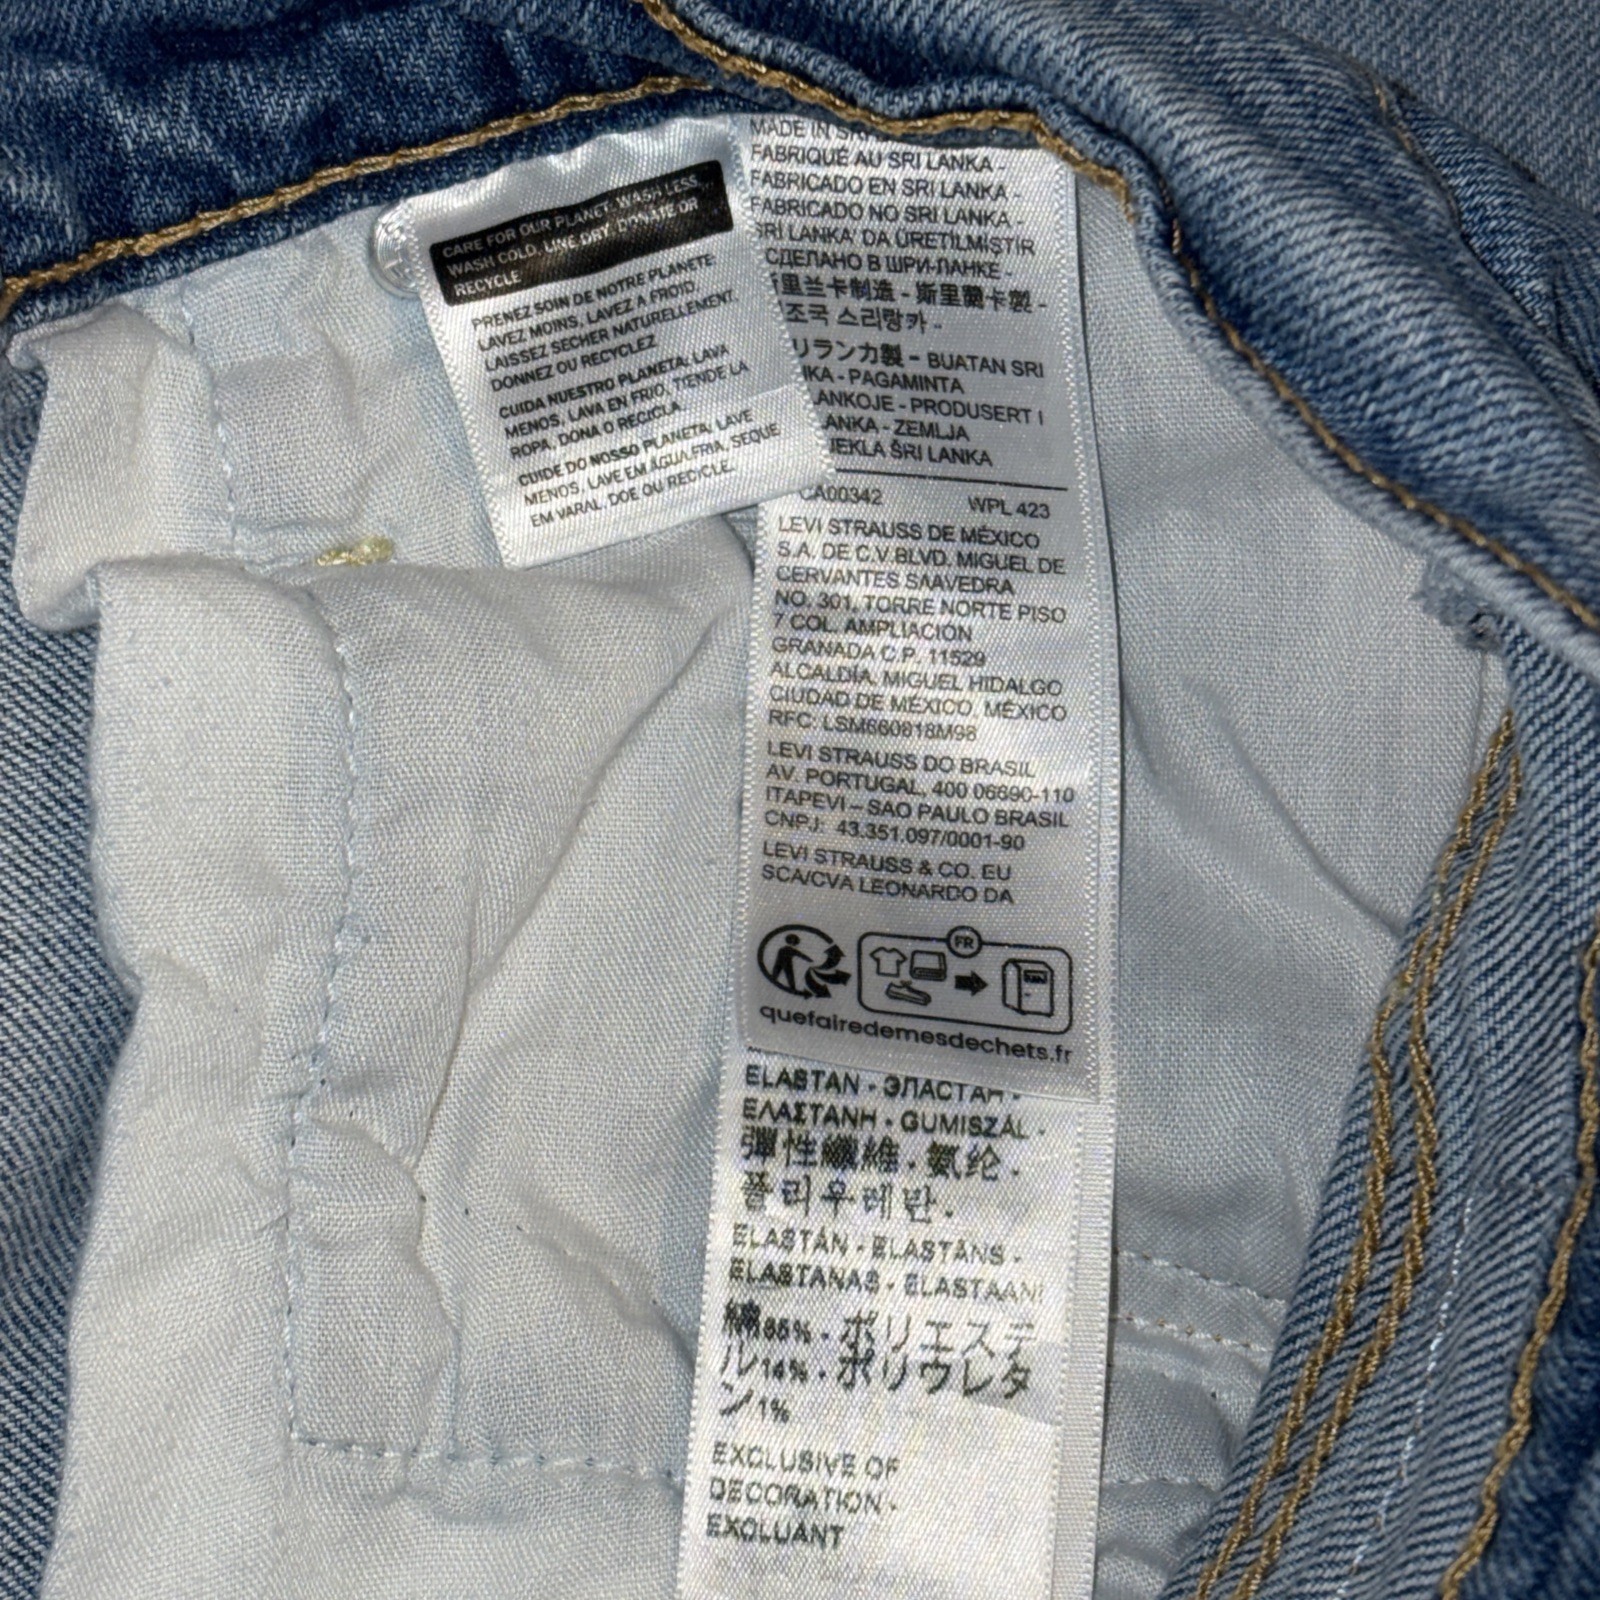 CARE FOR OUR PLANET: WASH LESS,
WASH COLD, LINE DRY, DONATE OR
RECYCLE
PRENEZ SOIN DE NOTRE PLANETE:
LAVEZ MOINS, LAVEZ A FROID,
LAISSEZ SECHER NATURELLEMENT,
DONNEZ OU RECYCLEZ
CUIDA NUESTRO PLANETA: LAVA
MENOS, LAVA EN FRIO, TIENDE LA
ROPA, DONA O RECICLA.
CUIDE DO NOSSO PLANETA: LAVE
MENOS, LAVE EM ÁGUA FRIA, SEQUE
EM VARAL, DOE OU RECICLE.
MADE IN
FABRIQUÉ AU SRI LANKA -
FABRICADO EN SRI LANKA -
FABRICADO NO SRI LANKA -
SRI LANKA' DA ÜRETİLMİŞTİR
СДЕЛАНО В ШРИ-ЛАНКЕ -
斯里兰卡制造 - 斯里蘭卡製 -
조국 스리랑카 -
リランカ製 - BUATAN SRI
KA - PAGAMINTA
LANKOJE - PRODUSERT I
LANKA - ZEMLJA
JEKLA ŠRI LANKA
CA00342 WPL 423
LEVI STRAUSS DE MÉXICO
S.A. DE C.V.BLVD. MIGUEL DE
CERVANTES SAAVEDRA
NO. 301, TORRE NORTE PISO
7 COL. AMPLIACION
GRANADA C.P. 11529
ALCALDÍA. MIGUEL HIDALGO
CIUDAD DE MÉXICO, MÉXICO
RFC: LSM660818M98
LEVI STRAUSS DO BRASIL
AV. PORTUGAL, 400 06690-110
ITAPEVI – SAO PAULO BRASIL
CNPJ: 43.351.097/0001-90
LEVI STRAUSS & CO. EU
SCA/CVA LEONARDO DA
FR
quefairedemesdechets.fr
ELASTAN - ЭЛАСТАН -
ΕΛΑΣΤΑΝΗ - GUMISZÁL -
彈性纖維 - 氨纶 -
폴리우레탄 -
ELASTÁN - ELASTĀNS -
ELASTANAS - ELASTAANI
綿85% - ポリエステ
ル14% - ポリウレタ
ン1%
EXCLUSIVE OF
DECORATION -
EXCLUANT